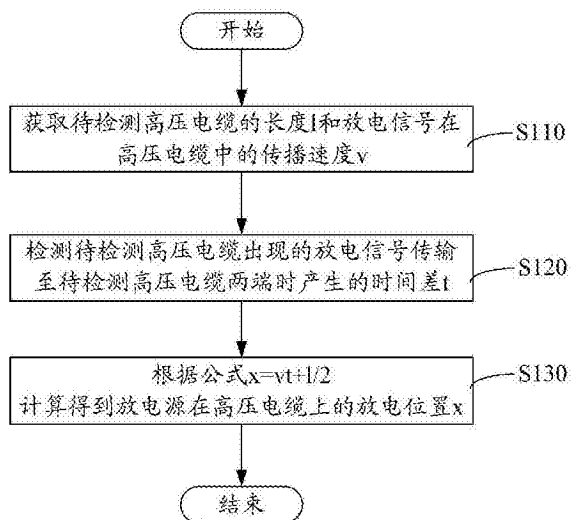 开始
获取待检测高压电缆的长度l和放电信号在
高压电缆中的传播速度v
S110
检测待检测高压电缆出现的放电信号传输
至待检测高压电缆两端时产生的时间差t
S120
根据公式x=vt+l/2
计算得到放电源在高压电缆上的放电位置x
S130
结束